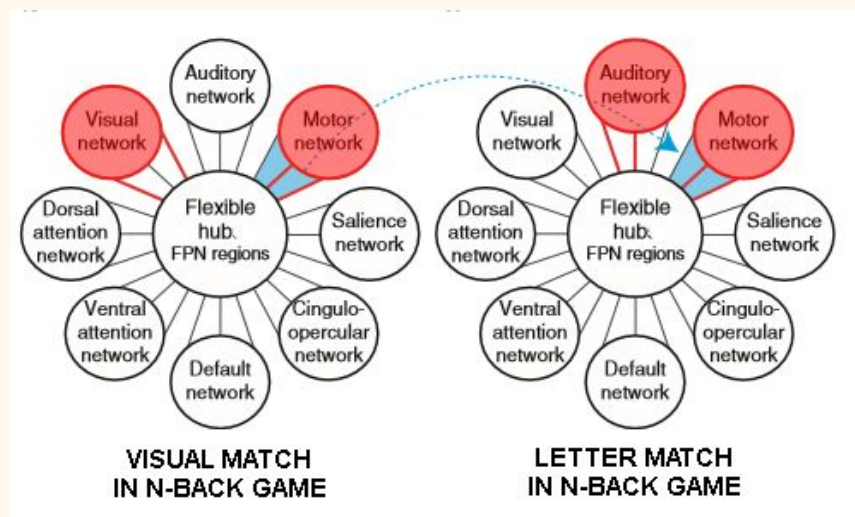 Auditory
network
Visual
network
Motor
network
Dorsal
attention
network
Flexible
hub.
FPN regions
Salience
network
Ventral
attention
network
Cingulo-
opercular
network
Default
network
VISUAL MATCH
IN N-BACK GAME
Auditory
network
Visual
network
Motor
network
Dorsal
attention
network
Flexible
hub.
FPN regions
Salience
network
Ventral
attention
network
Cingulo-
opercular
network
Default
network
LETTER MATCH
IN N-BACK GAME